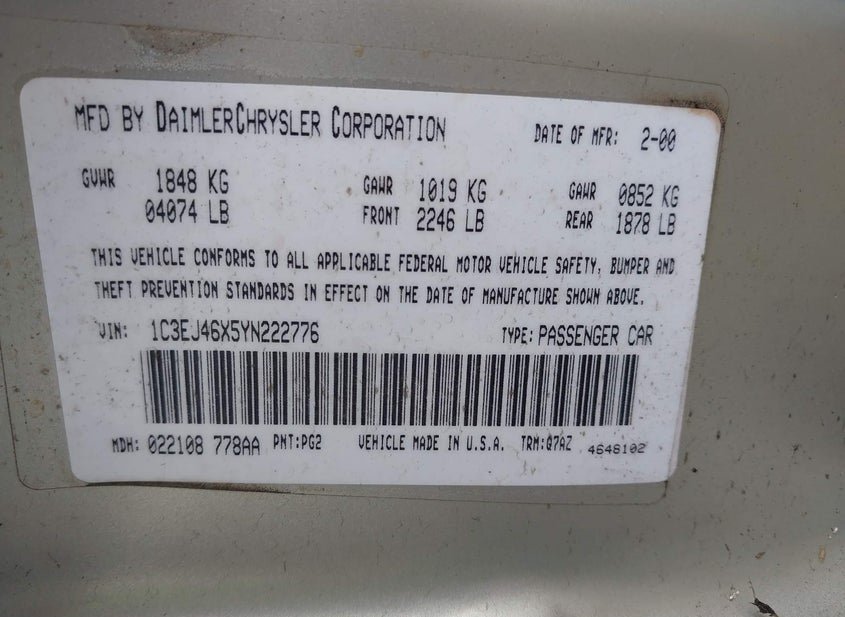 MFD BY DAIMLERCHRYSLER CORPORATION DATE OF MFR: 2-00
GVWR 1848 KG GAWR 1019 KG GAWR 0852 KG
04074 LB FRONT 2246 LB REAR 1878 LB
THIS VEHICLE CONFORMS TO ALL APPLICABLE FEDERAL MOTOR VEHICLE SAFETY, BUMPER AND
THEFT PREVENTION STANDARDS IN EFFECT ON THE DATE OF MANUFACTURE SHOWN ABOVE.
VIN: 1C3EJ46X5YN222776 TYPE: PASSENGER CAR
MDH: 022108 778AA PNT:PG2 VEHICLE MADE IN U.S.A. TRM:Q7AZ 4646102